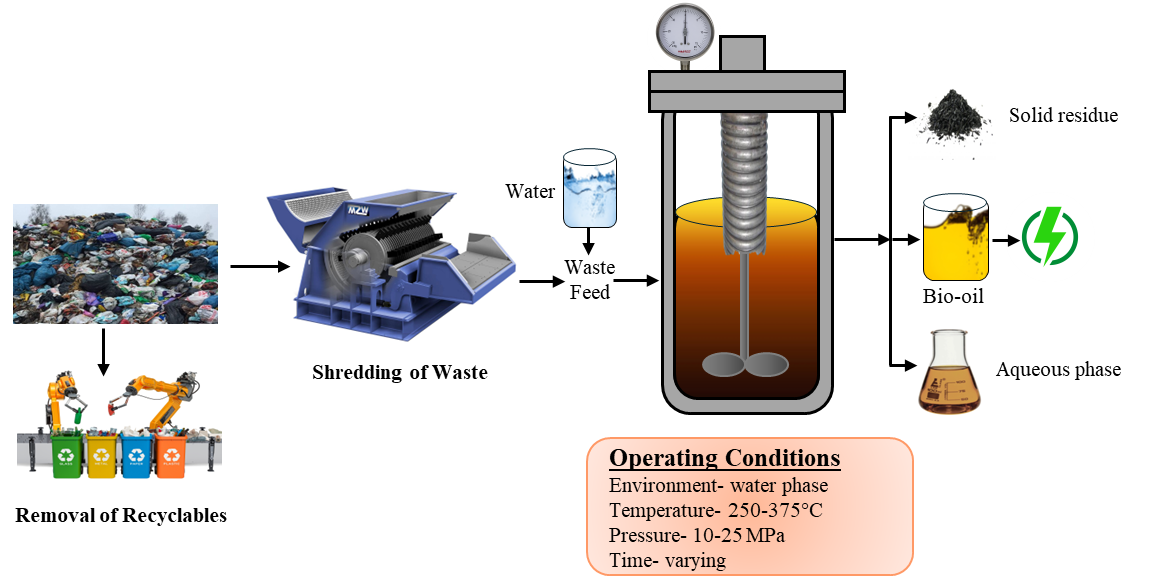 Solid residue
Water
MZW
Waste
Feed
Bio-oil
Shredding of Waste
Aqueous phase
Removal of Recyclables
Operating Conditions
Environment- water phase
Temperature- 250-375°C
Pressure- 10-25 MPa
Time- varying